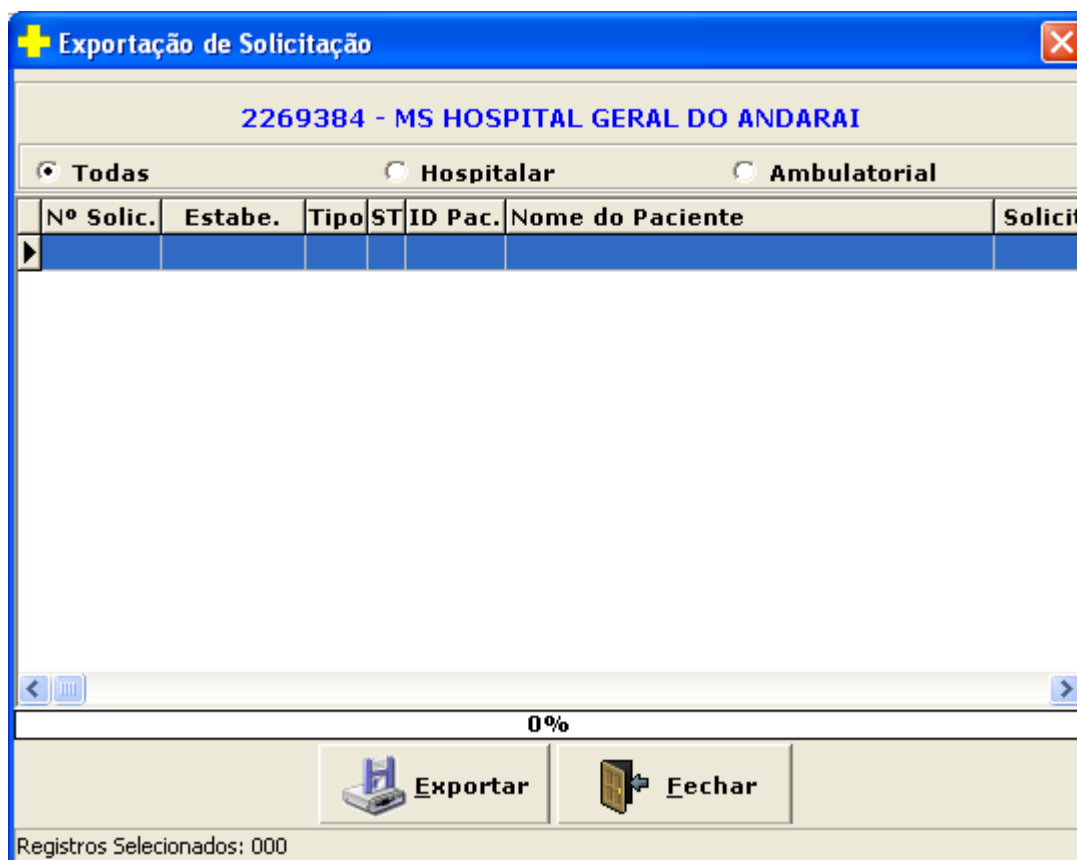 Exportação de Solicitação
2269384 - MS HOSPITAL GERAL DO ANDARAI
Todas Hospitalar Ambulatorial
Nº Solic. Estabe. Tipo ST ID Pac. Nome do Paciente Solicit
0%
Exportar Fechar
Registros Selecionados: 000